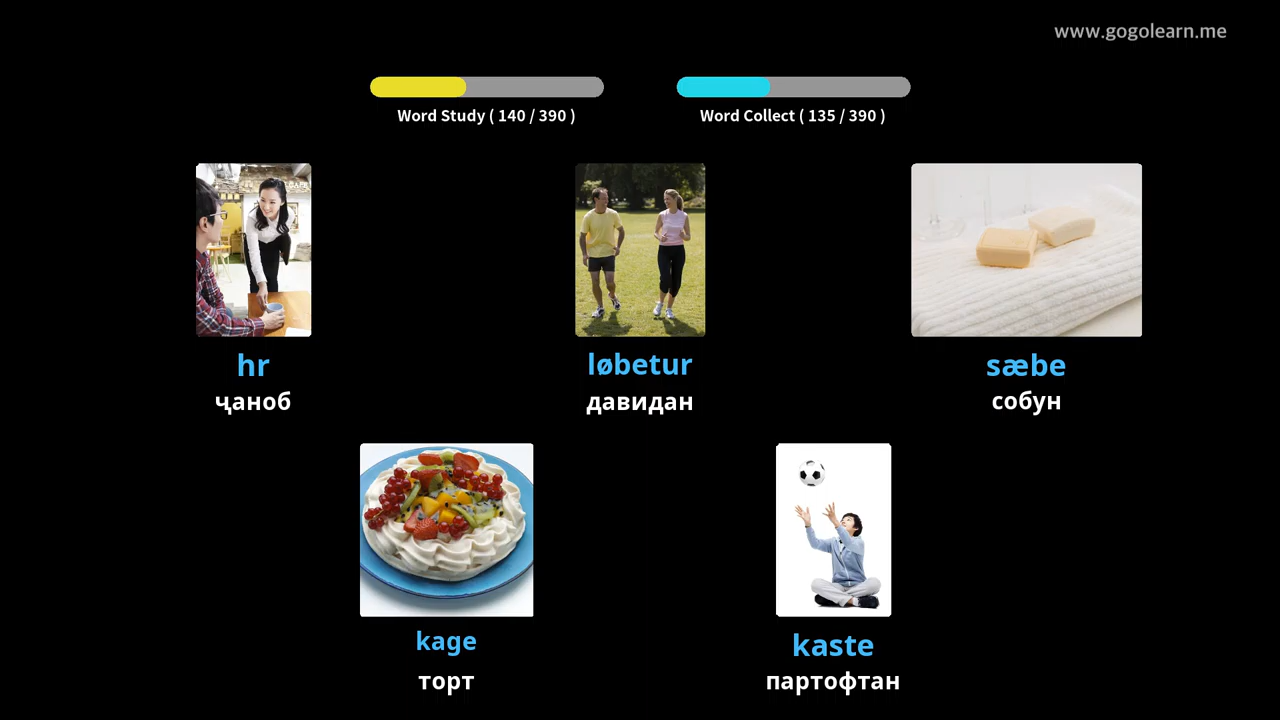 www.gogolearn.me
Word Study ( 140 / 390 )
Word Collect ( 135 / 390 )
hr
ҷаноб
løbetur
давидан
sæbe
собун
kage
торт
kaste
партофтан